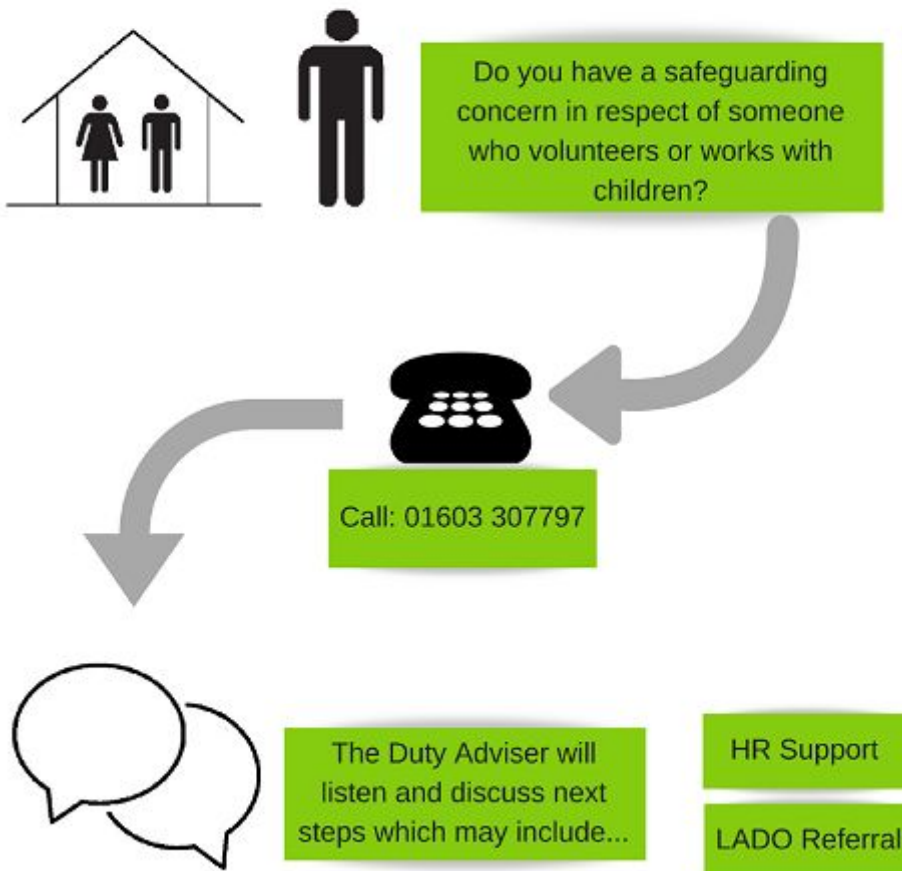 Do you have a safeguarding
concern in respect of someone
who volunteers or works with
children?
Call: 01603 307797
The Duty Adviser will
listen and discuss next
steps which may include...
HR Support
LADO Referral